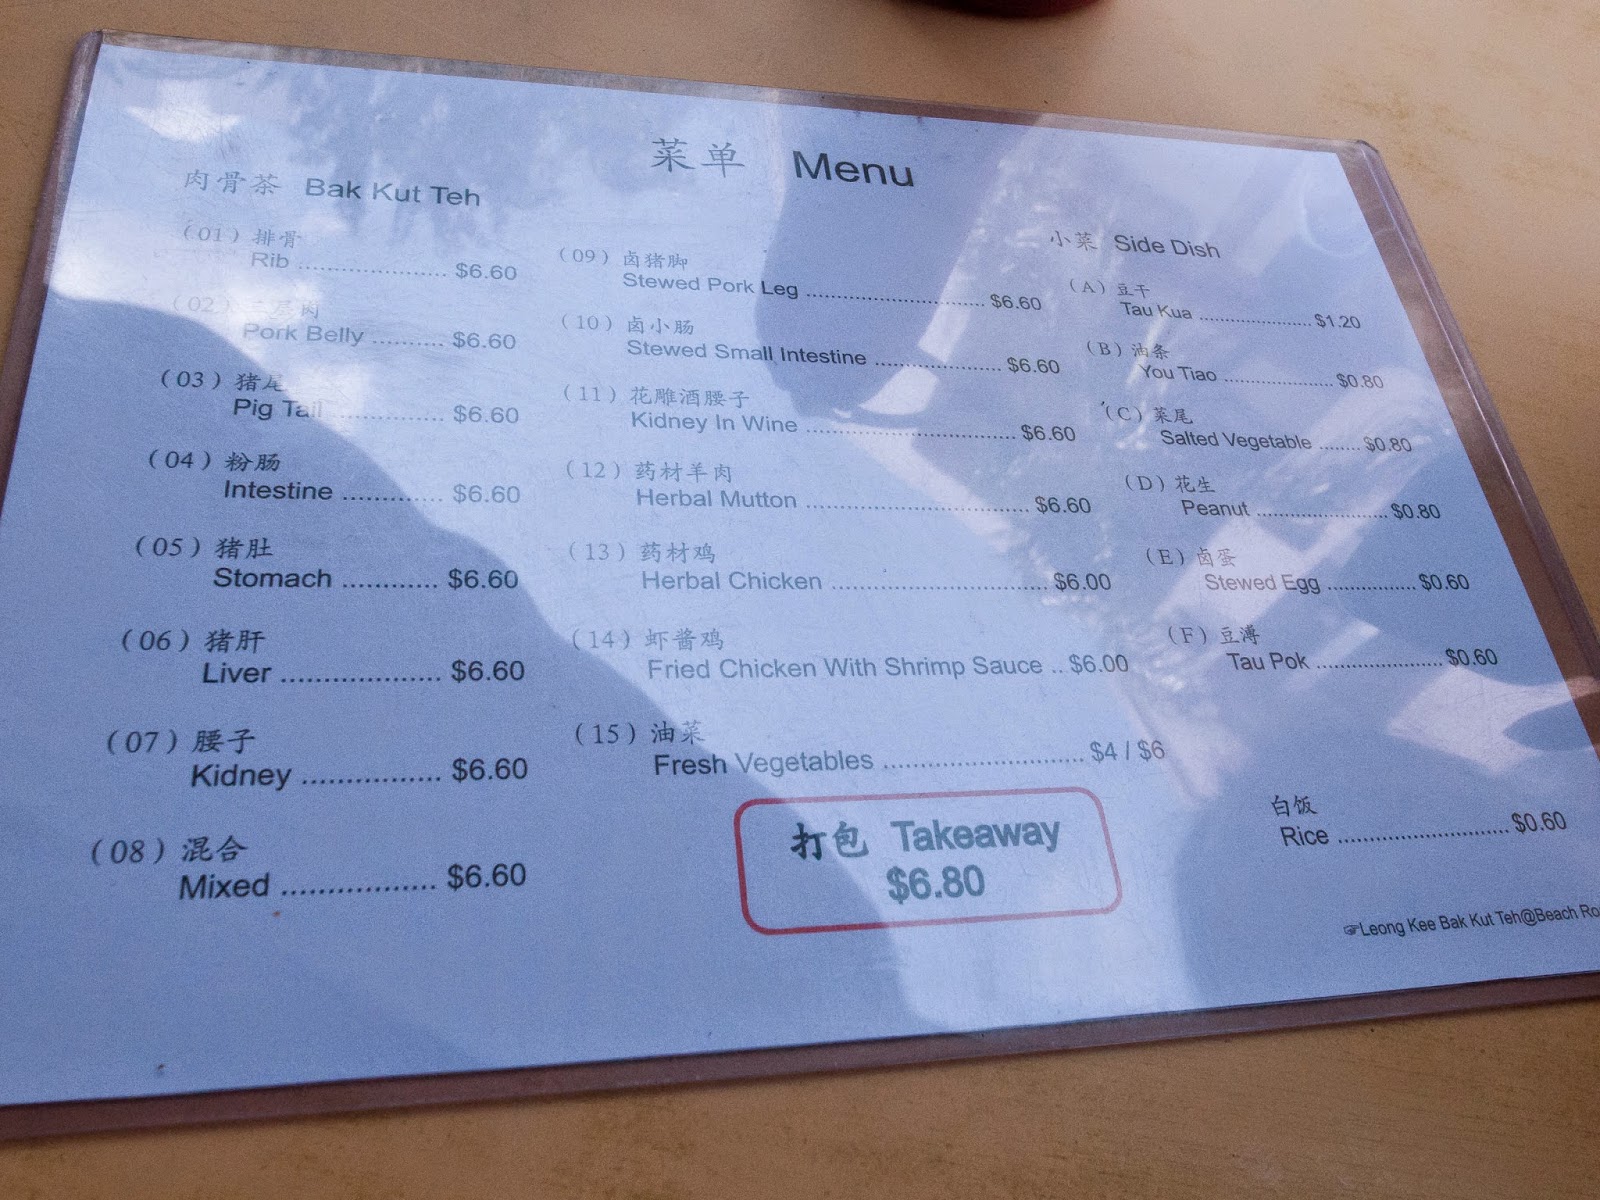 菜单 Menu
肉骨茶 Bak Kut Teh
(01) 排骨
Rib ..................... $6.60
(02) 二层肉
Pork Belly .......... $6.60
(03) 猪尾
Pig Tail ............... $6.60
(04) 粉肠
Intestine ............. $6.60
(05) 猪肚
Stomach ............ $6.60
(06) 猪肝
Liver ................... $6.60
(07) 腰子
Kidney ................ $6.60
(08) 混合
Mixed ................. $6.60
(09) 卤猪脚
Stewed Pork Leg ............................ $6.60
(10) 卤小肠
Stewed Small Intestine ........................ $6.60
(11) 花雕酒腰子
Kidney In Wine ................................. $6.60
(12) 药材羊肉
Herbal Mutton .................................. $6.60
(13) 药材鸡
Herbal Chicken ................................. $6.00
(14) 虾酱鸡
Fried Chicken With Shrimp Sauce .. $6.00
(15) 油菜
Fresh Vegetables ............................. $4 / $6
打包 Takeaway
$6.80
小菜 Side Dish
(A) 豆干
Tau Kua ...................... $1.20
(B) 油条
You Tiao ..................... $0.80
(C) 菜尾
Salted Vegetable ........ $0.80
(D) 花生
Peanut ......................... $0.80
(E) 卤蛋
Stewed Egg ................ $0.60
(F) 豆薄
Tau Pok ........................ $0.60
白饭
Rice ............................ $0.60
☞Leong Kee Bak Kut Teh@Beach Ro